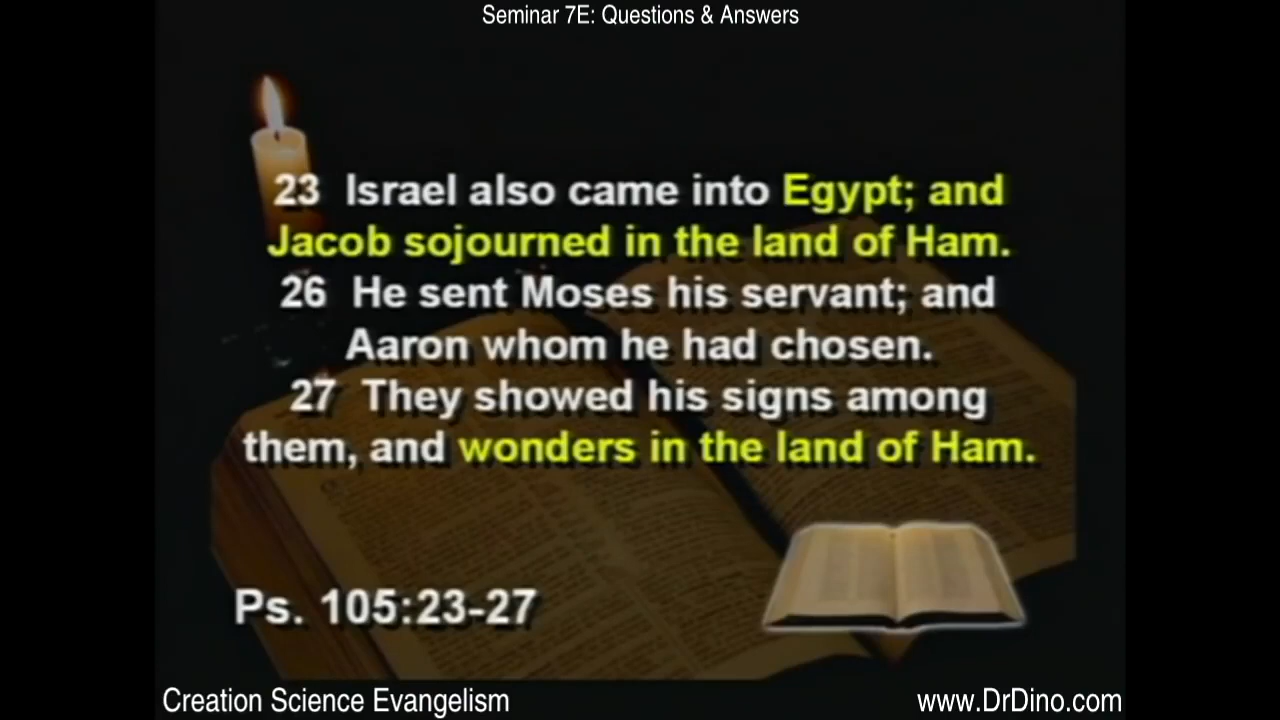 Seminar 7E: Questions & Answers
23 Israel also came into Egypt; and
Jacob sojourned in the land of Ham.
26 He sent Moses his servant; and
Aaron whom he had chosen.
27 They showed his signs among
them, and wonders in the land of Ham.
Ps. 105:23-27
Creation Science Evangelism
www.DrDino.com